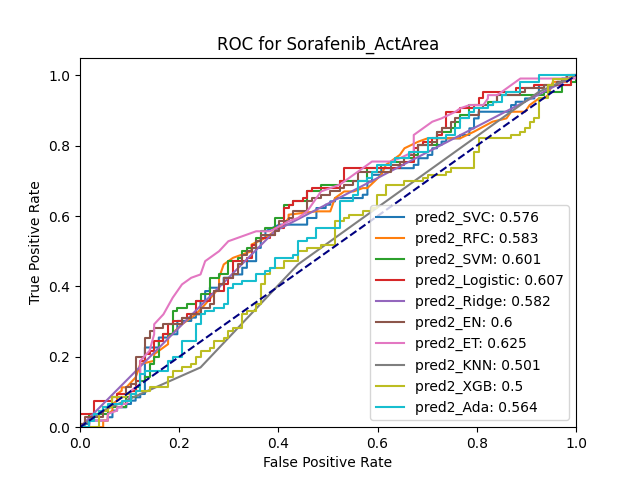 ROC for Sorafenib_ActArea
True Positive Rate
1.0
0.8
0.6
0.4
0.2
0.0
pred2_SVC: 0.576
pred2_RFC: 0.583
pred2_SVM: 0.601
pred2_Logistic: 0.607
pred2_Ridge: 0.582
pred2_EN: 0.6
pred2_ET: 0.625
pred2_KNN: 0.501
pred2_XGB: 0.5
pred2_Ada: 0.564
0.0 0.2 0.4 0.6 0.8 1.0
False Positive Rate